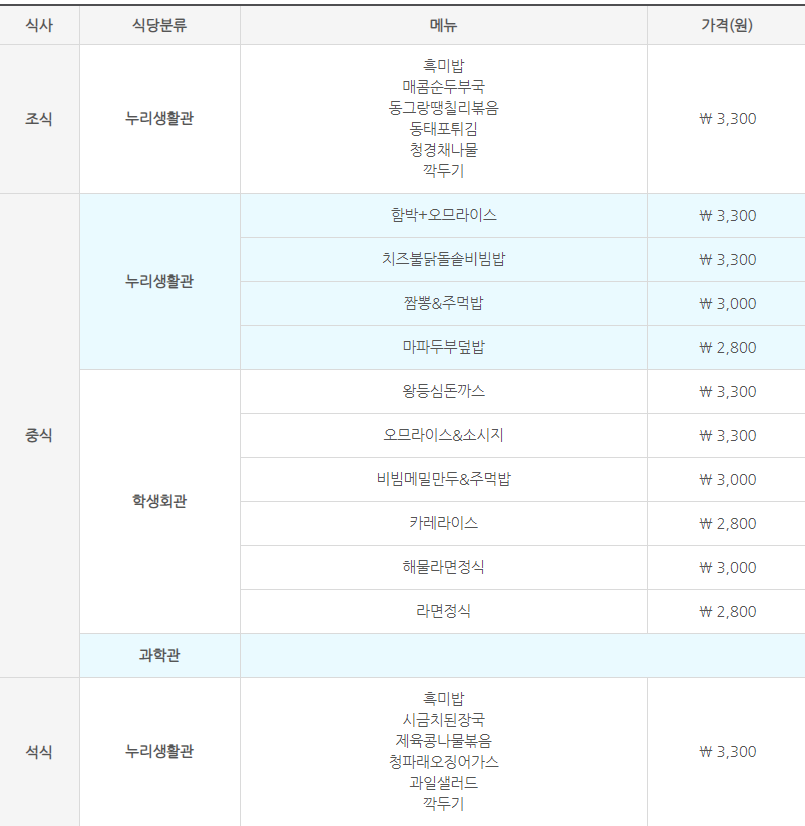 식사 식당분류 메뉴 가격(원)
조식 누리생활관
흑미밥
매콤순두부국
동그랑땡칠리볶음
동태포튀김
청경채나물
깍두기
₩ 3,300
중식 누리생활관
함박+오므라이스 ₩ 3,300
치즈불닭돌솥비빔밥 ₩ 3,300
짬뽕&주먹밥 ₩ 3,000
마파두부덮밥 ₩ 2,800
학생회관
왕등심돈까스 ₩ 3,300
오므라이스&소시지 ₩ 3,300
비빔메밀만두&주먹밥 ₩ 3,000
카레라이스 ₩ 2,800
해물라면정식 ₩ 3,000
라면정식 ₩ 2,800
과학관
석식 누리생활관
흑미밥
시금치된장국
제육콩나물볶음
청파래오징어가스
과일샐러드
깍두기
₩ 3,300